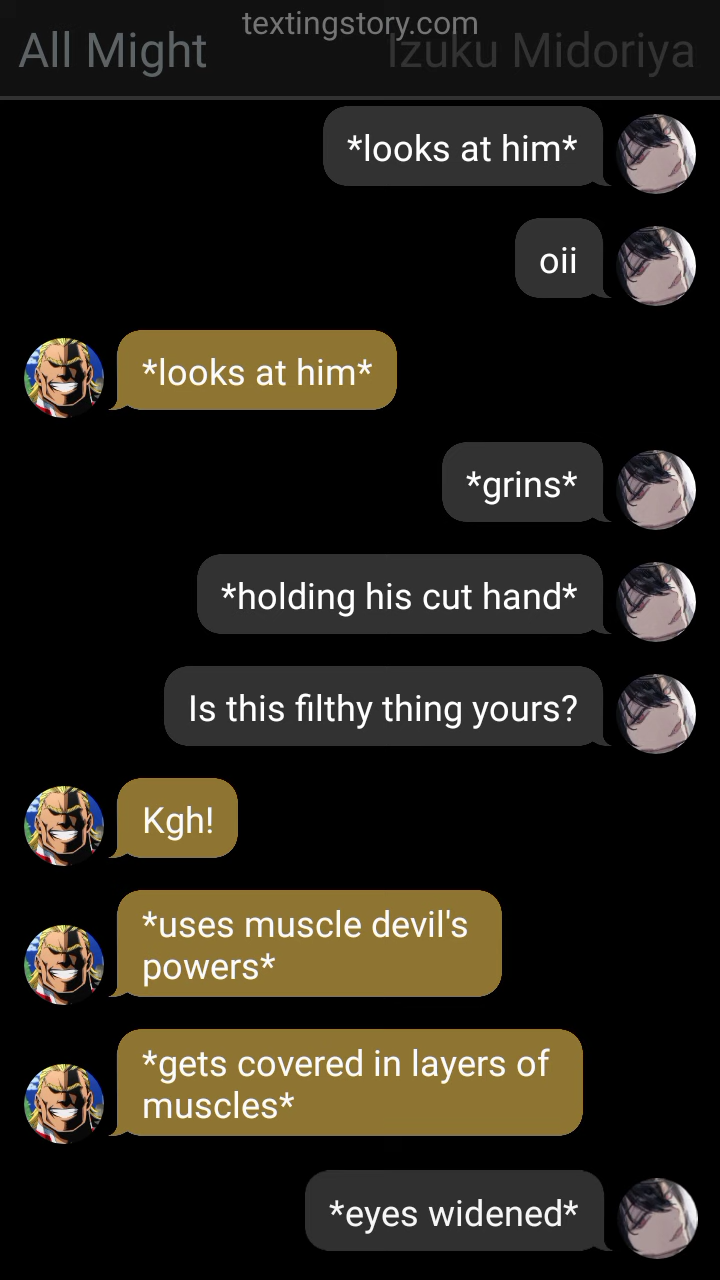 textingstory.com
All Might
Izuku Midoriya
*looks at him*
oii
*looks at him*
*grins*
*holding his cut hand*
Is this filthy thing yours?
Kgh!
*uses muscle devil's
powers*
*gets covered in layers of
muscles*
*eyes widened*